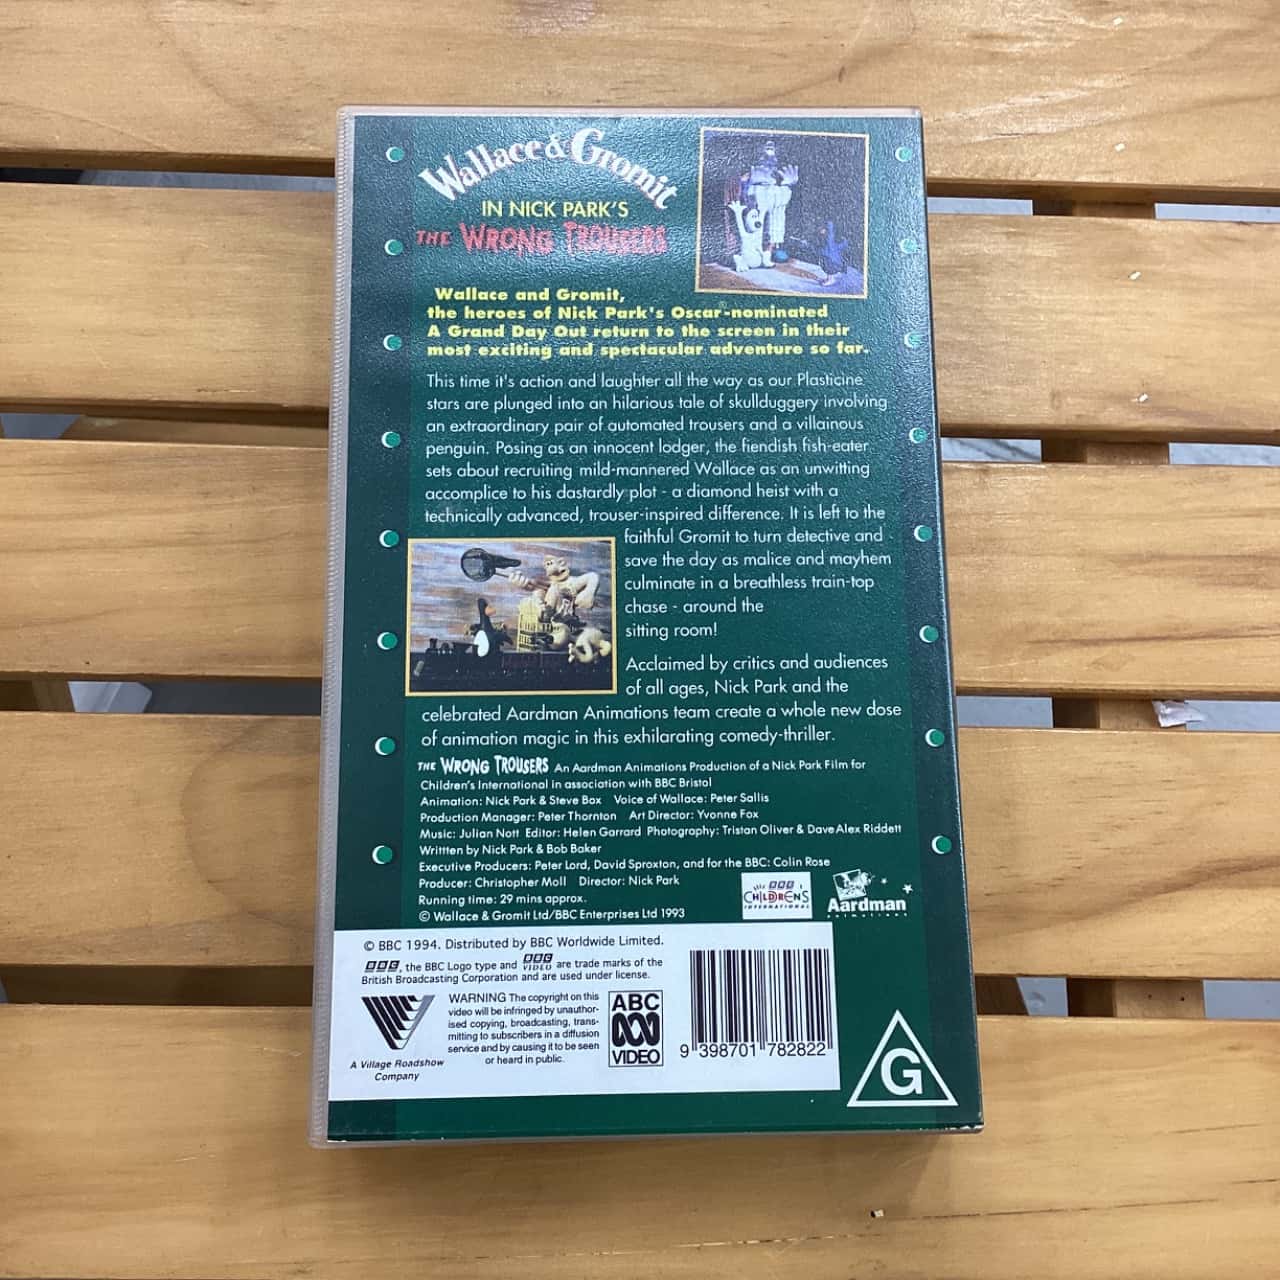 Wallace & Gromit
IN NICK PARK'S
THE WRONG TROUSERS
Wallace and Gromit,
the heroes of Nick Park's Oscar®-nominated
A Grand Day Out return to the screen in their
most exciting and spectacular adventure so far.
This time it's action and laughter all the way as our Plasticine
stars are plunged into an hilarious tale of skullduggery involving
an extraordinary pair of automated trousers and a villainous
penguin. Posing as an innocent lodger, the fiendish fish-eater
sets about recruiting mild-mannered Wallace as an unwitting
accomplice to his dastardly plot - a diamond heist with a
technically advanced, trouser-inspired difference. It is left to the
faithful Gromit to turn detective and
save the day as malice and mayhem
culminate in a breathless train-top
chase - around the
sitting room!
Acclaimed by critics and audiences
of all ages, Nick Park and the
celebrated Aardman Animations team create a whole new dose
of animation magic in this exhilarating comedy-thriller.
THE WRONG TROUSERS An Aardman Animations Production of a Nick Park Film for
Children's International in association with BBC Bristol
Animation: Nick Park & Steve Box Voice of Wallace: Peter Sallis
Production Manager: Peter Thornton Art Director: Yvonne Fox
Music: Julian Nott Editor: Helen Garrard Photography: Tristan Oliver & Dave Alex Riddett
Writtten by Nick Park & Bob Baker
Executive Producers: Peter Lord, David Sproxton, and for the BBC: Colin Rose
Producer: Christopher Moll Director: Nick Park
Running time: 29 mins approx.
© Wallace & Gromit Ltd/BBC Enterprises Ltd 1993
BBC
CHILDREN'S
INTERNATIONAL
Aardman
animations
© BBC 1994. Distributed by BBC Worldwide Limited.
BBC, the BBC Logo type and BBC VIDEO are trade marks of the
British Broadcasting Corporation and are used under license.
A Village Roadshow
Company
WARNING The copyright on this
video will be infringed by unauthor-
ised copying, broadcasting, trans-
mitting to subscribers in a diffusion
service and by causing it to be seen
or heard in public.
ABC
VIDEO
9 398701 782822
G